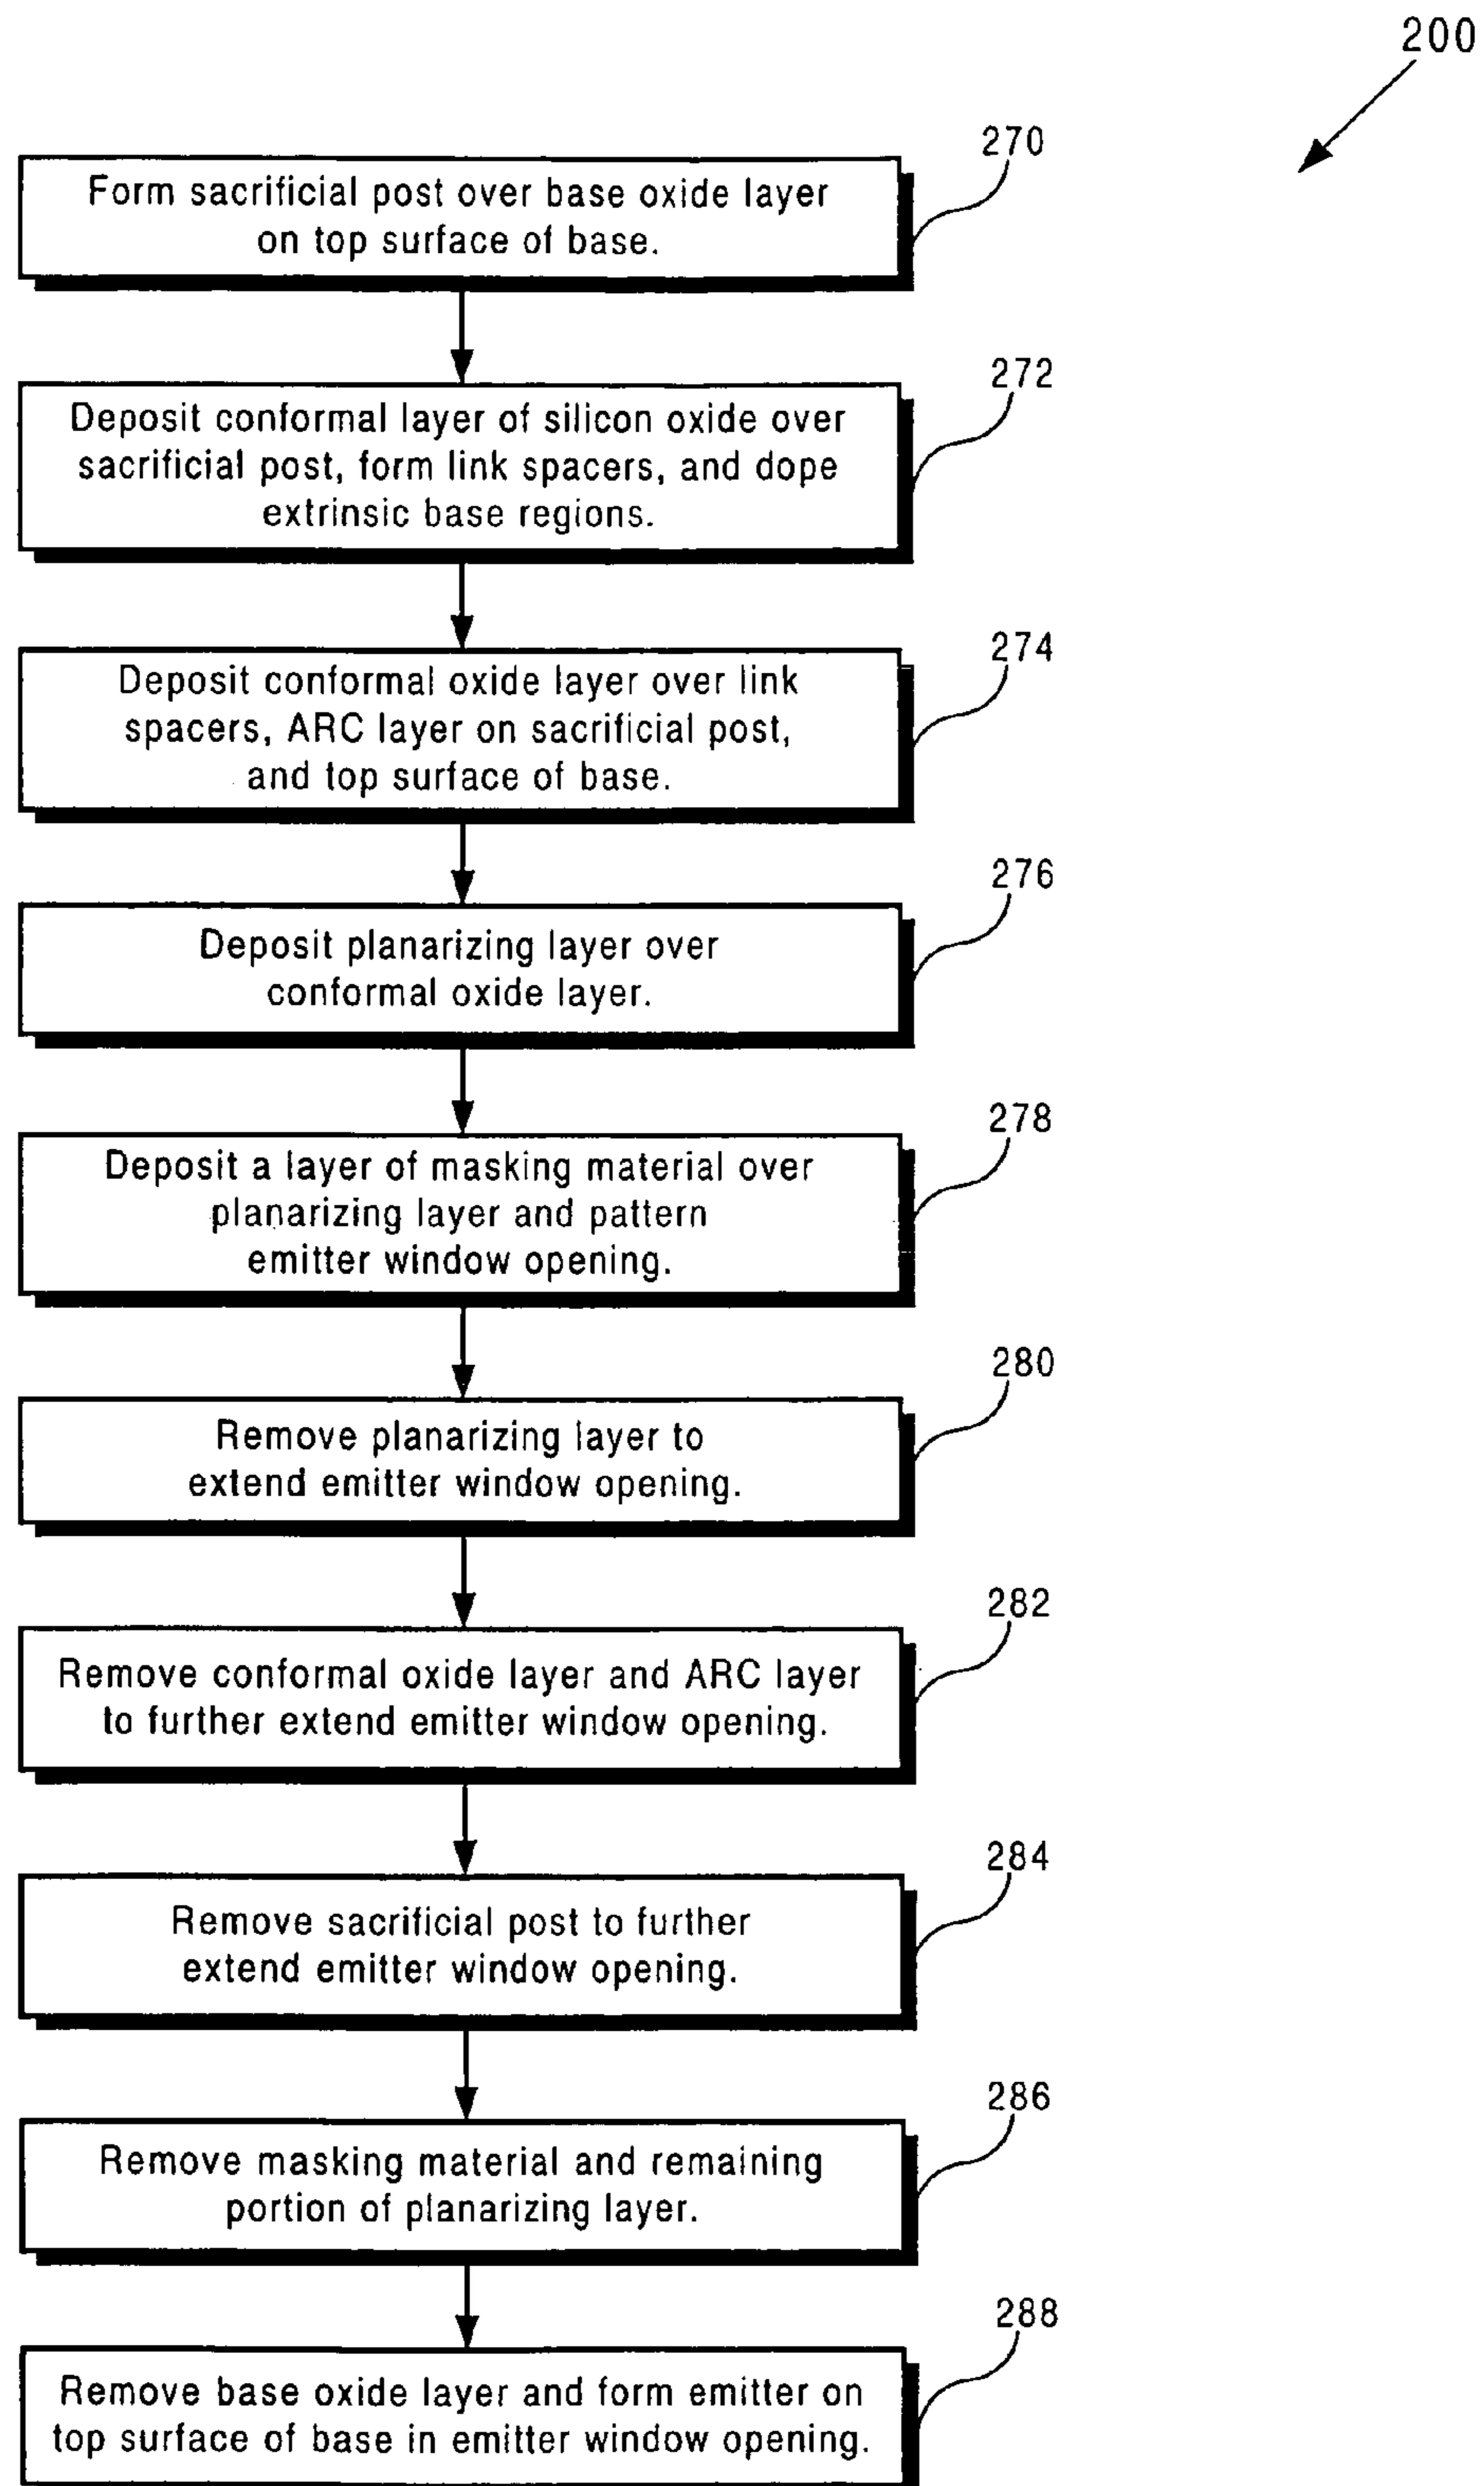 200
270
Form sacrificial post over base oxide layer
on top surface of base.
272
Deposit conformal layer of silicon oxide over
sacrificial post, form link spacers, and dope
extrinsic base regions.
274
Deposit conformal oxide layer over link
spacers, ARC layer on sacrificial post,
and top surface of base.
276
Deposit planarizing layer over
conformal oxide layer.
278
Deposit a layer of masking material over
planarizing layer and pattern
emitter window opening.
280
Remove planarizing layer to
extend emitter window opening.
282
Remove conformal oxide layer and ARC layer
to further extend emitter window opening.
284
Remove sacrificial post to further
extend emitter window opening.
286
Remove masking material and remaining
portion of planarizing layer.
288
Remove base oxide layer and form emitter on
top surface of base in emitter window opening.